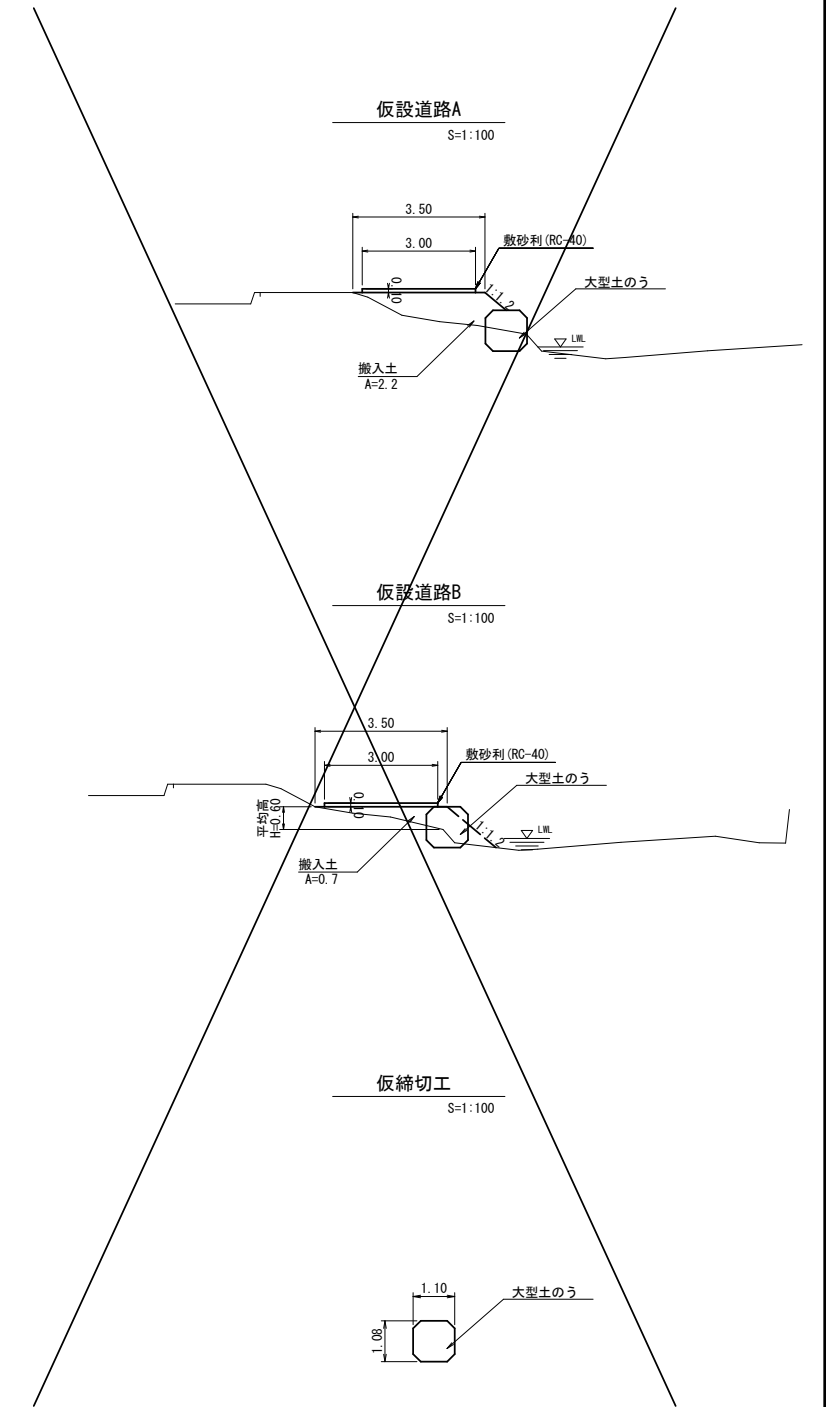 仮設道路A
S=1:100
3.50
3.00
敷砂利(RC-40)
0.10
1:1.2
大型土のう
LWL
搬入土
A=2.2
仮設道路B
S=1:100
3.50
3.00
敷砂利(RC-40)
0.10
大型土のう
平均高
H=0.60
1:1.2
LWL
搬入土
A=0.7
仮締切工
S=1:100
1.10
大型土のう
1.08